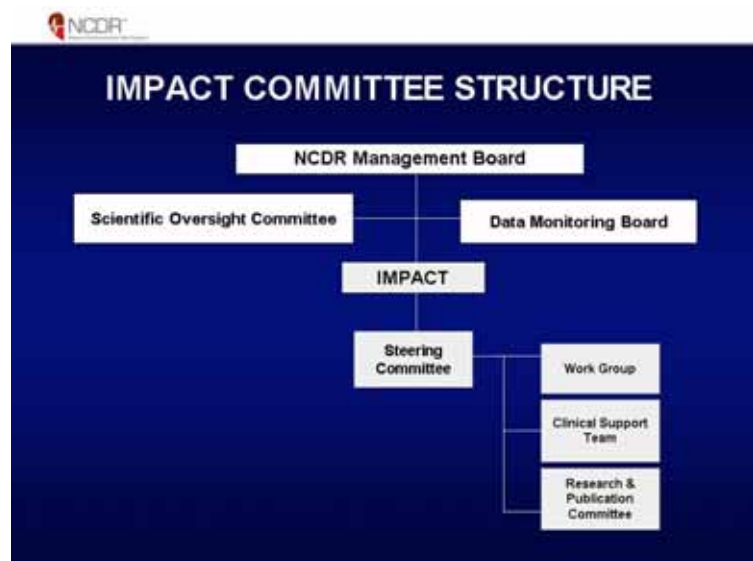 NCDR
IMPACT COMMITTEE STRUCTURE
NCDR Management Board
Scientific Oversight Committee
Data Monitoring Board
IMPACT
Steering
Committee
Work Group
Clinical Support
Team
Research &
Publication
Committee